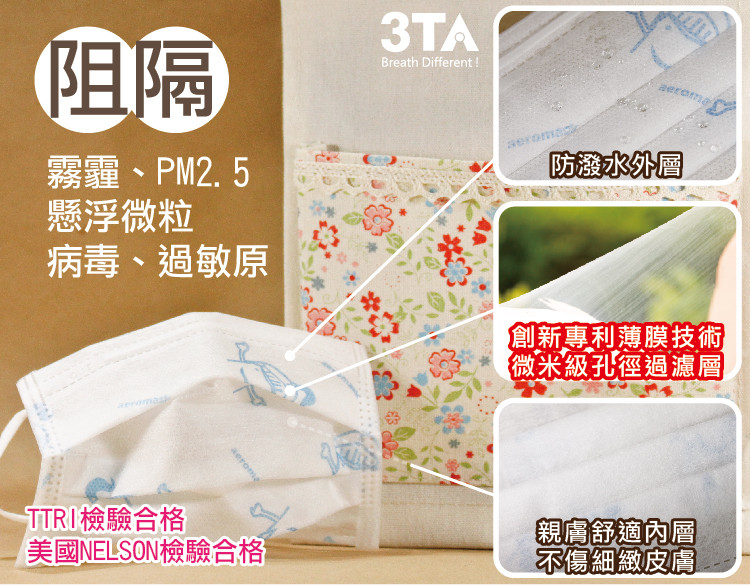 阻隔
霧霾、PM2.5
懸浮微粒
病毒、過敏原
3TA
Breath Different!
aeromask
防潑水外層
創新專利薄膜技術
微米級孔徑過濾層
親膚舒適內層
不傷細緻皮膚
TTRI檢驗合格
美國NELSON檢驗合格